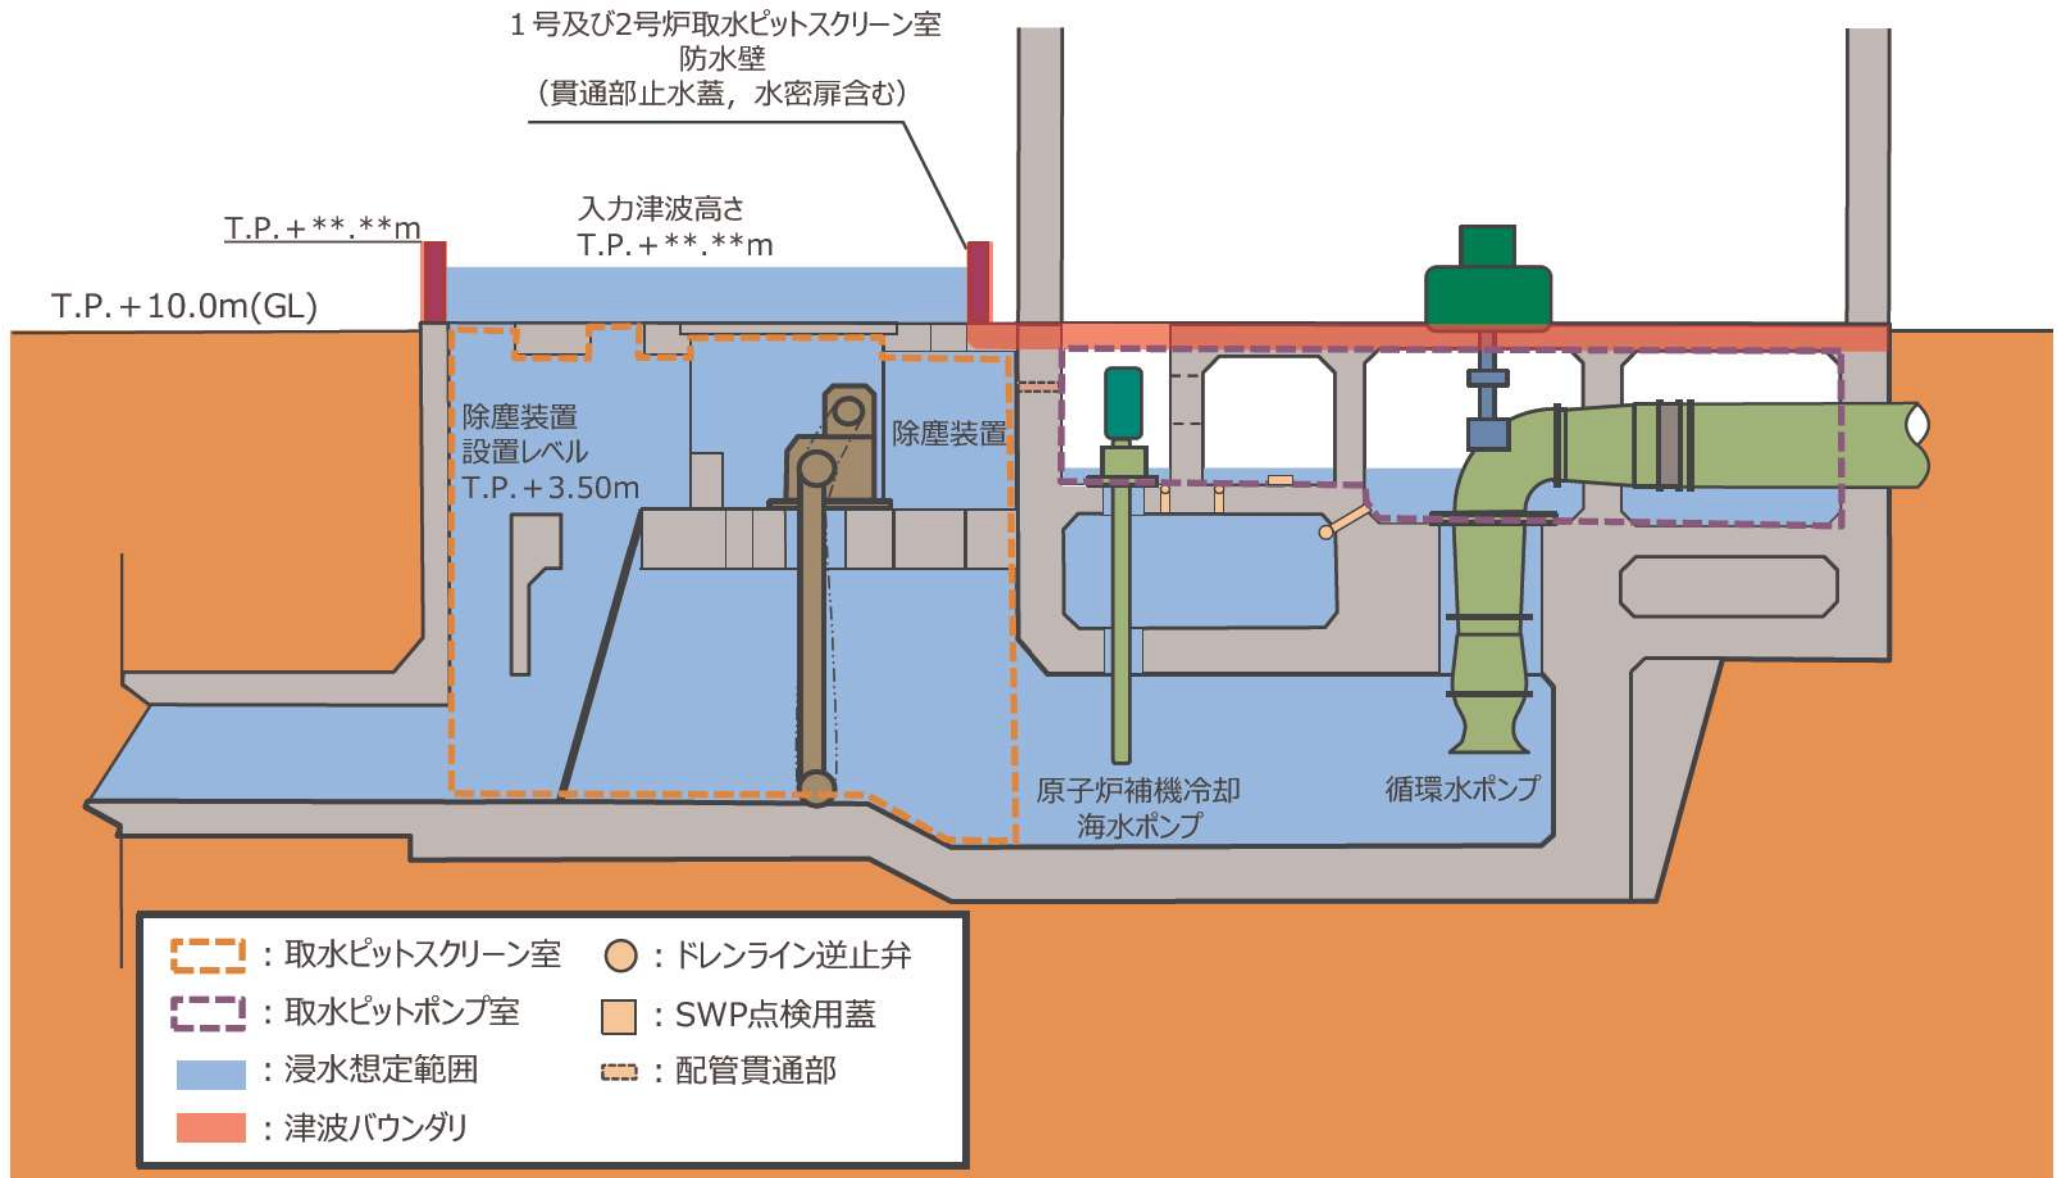 1号及び2号炉取水ピットスクリーン室
防水壁
(貫通部止水蓋, 水密扉含む)
入力津波高さ
T.P.+**.**m
T.P.+**.**m
T.P.+10.0m(GL)
除塵装置
設置レベル
T.P.+3.50m
除塵装置
原子炉補機冷却
海水ポンプ
循環水ポンプ
:取水ピットスクリーン室
:取水ピットポンプ室
:浸水想定範囲
:津波バウンダリ
:ドレンライン逆止弁
:SWP点検用蓋
:配管貫通部